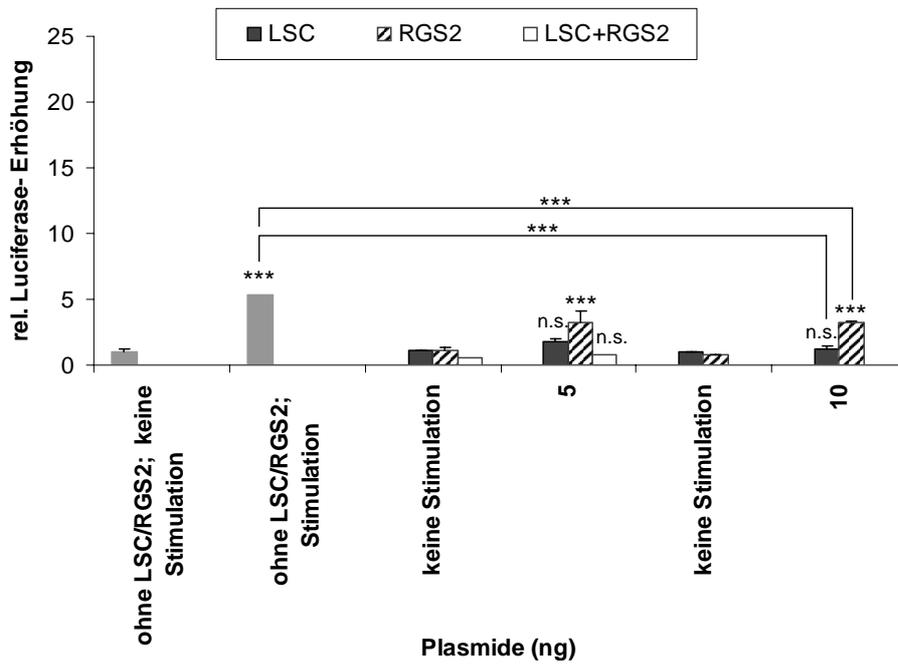 LSC RGS2 LSC+RGS2
rel. Luciferase- Erhöhung
25
20
15
10
5
0
***
***
***
n.s.
***
n.s.
n.s.
***
ohne LSC/RGS2; keine
Stimulation
ohne LSC/RGS2;
Stimulation
keine Stimulation
5
keine Stimulation
10
Plasmide (ng)